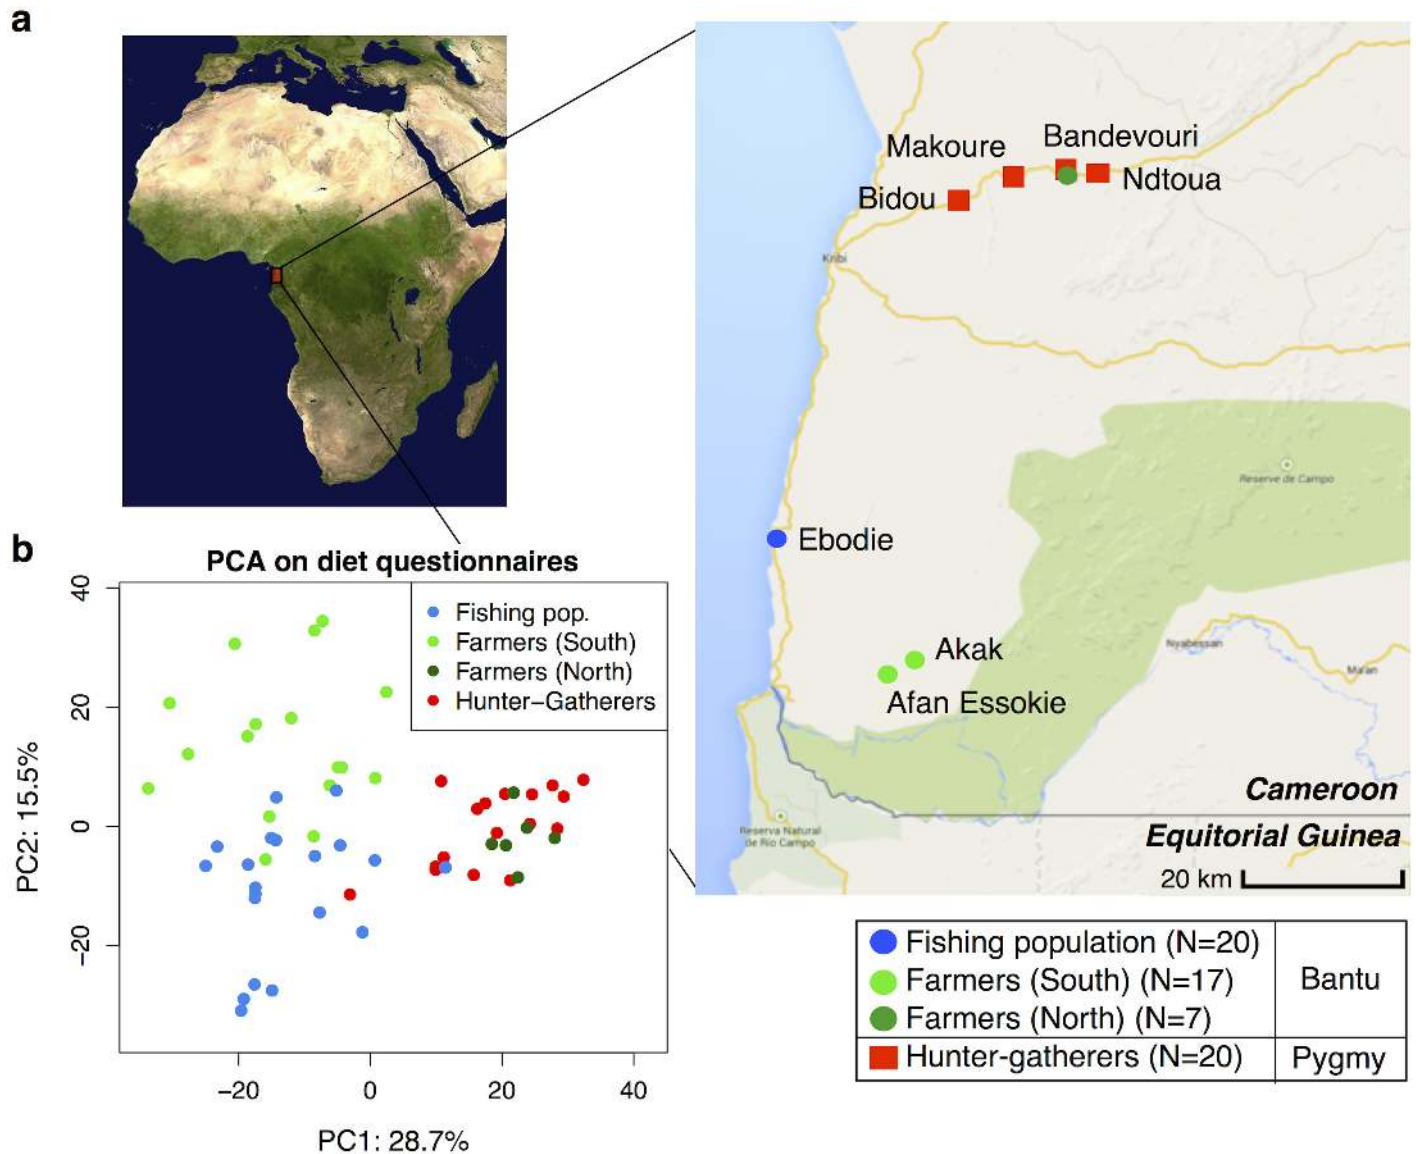 a
Makoure
Bandevouri
Bidou
Ndtoua
Kribi
Reserve de Campo
Ebodie
Akak
Afan Essokie
Nyabessan
Ma'an
Reserva Natural
de Rio Campo
Cameroon
Equitorial Guinea
20 km
b
PCA on diet questionnaires
Fishing pop.
Farmers (South)
Farmers (North)
Hunter–Gatherers
40
20
0
−20
PC2: 15.5%
−20
0
20
40
PC1: 28.7%
Fishing population (N=20)
Farmers (South) (N=17)
Farmers (North) (N=7)
Bantu
Hunter-gatherers (N=20)
Pygmy